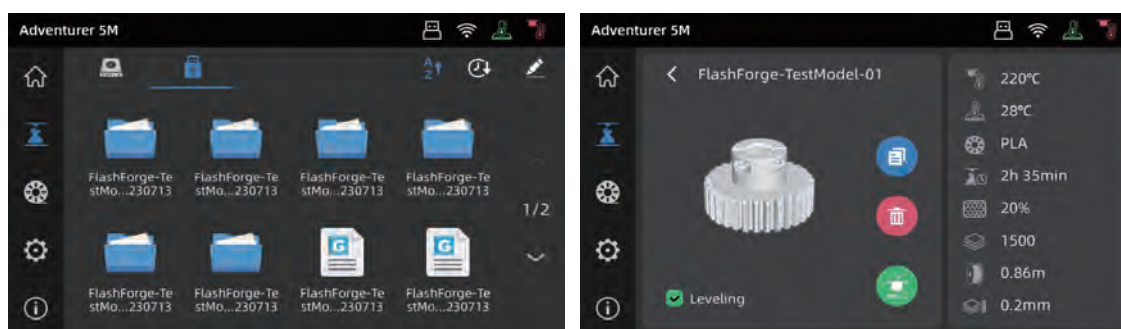 Adventurer 5M
A
Z
FlashForge-Te
stMo...230713
FlashForge-Te
stMo...230713
FlashForge-Te
stMo...230713
FlashForge-Te
stMo...230713
1/2
G
G
FlashForge-Te
stMo...230713
FlashForge-Te
stMo...230713
FlashForge-Te
stMo...230713
FlashForge-Te
stMo...230713
Adventurer 5M
FlashForge-TestModel-01
Leveling
220℃
28℃
PLA
2h 35min
20%
1500
0.86m
0.2mm